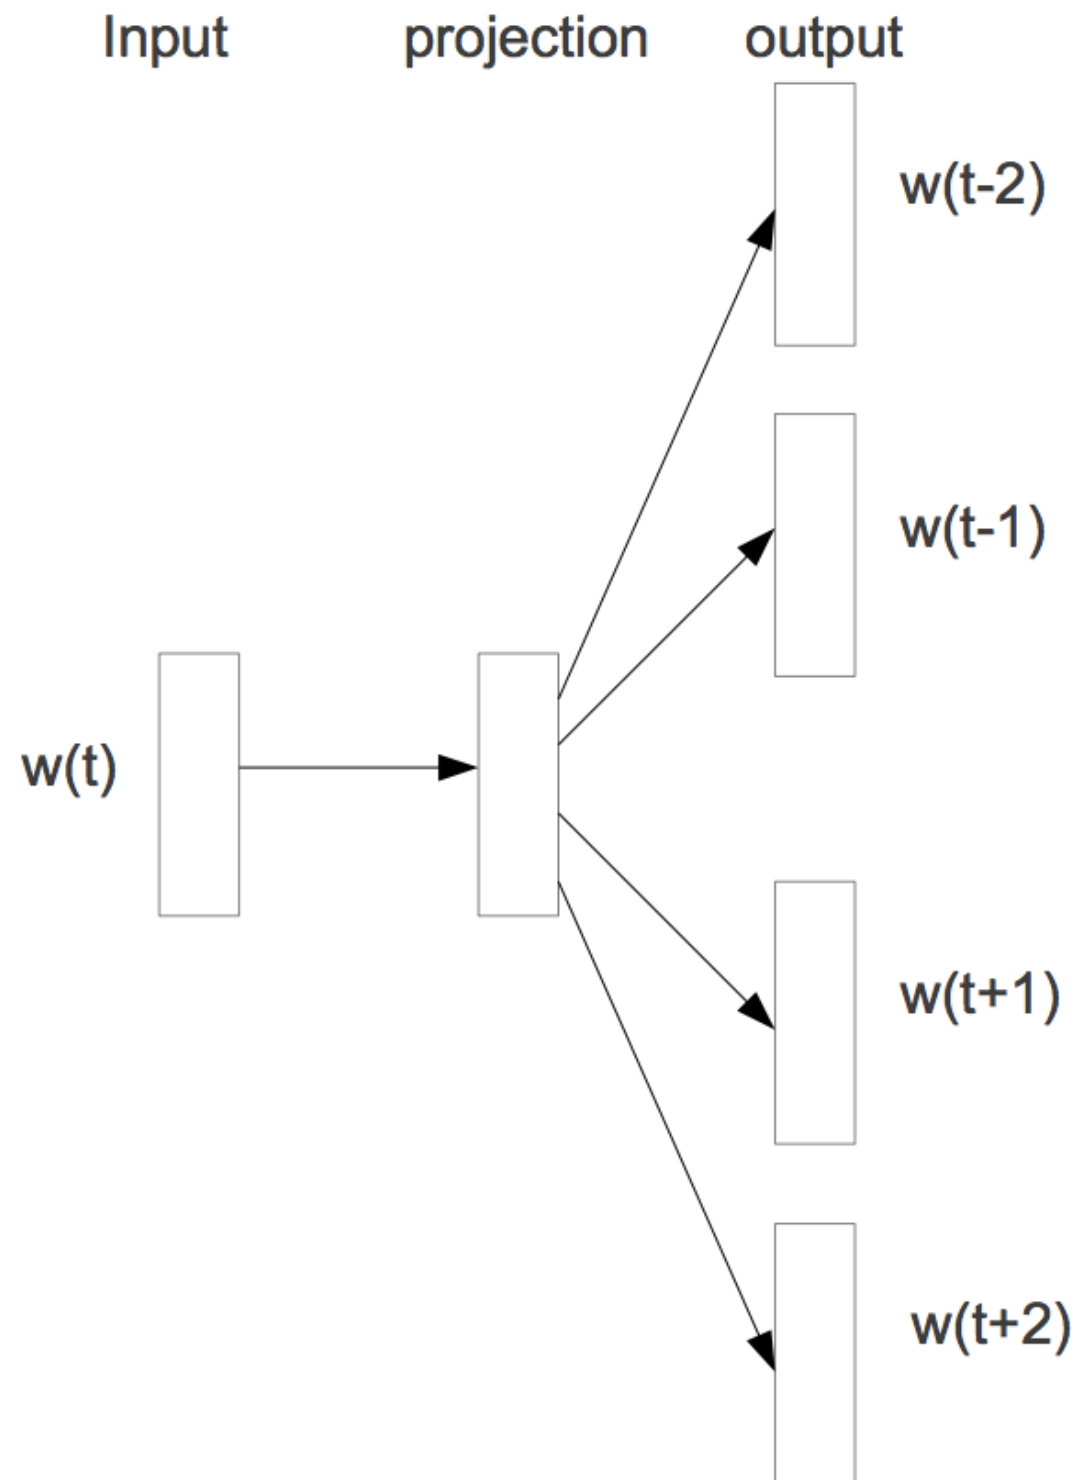 Input projection output
w(t-2)
w(t-1)
w(t)
w(t+1)
w(t+2)